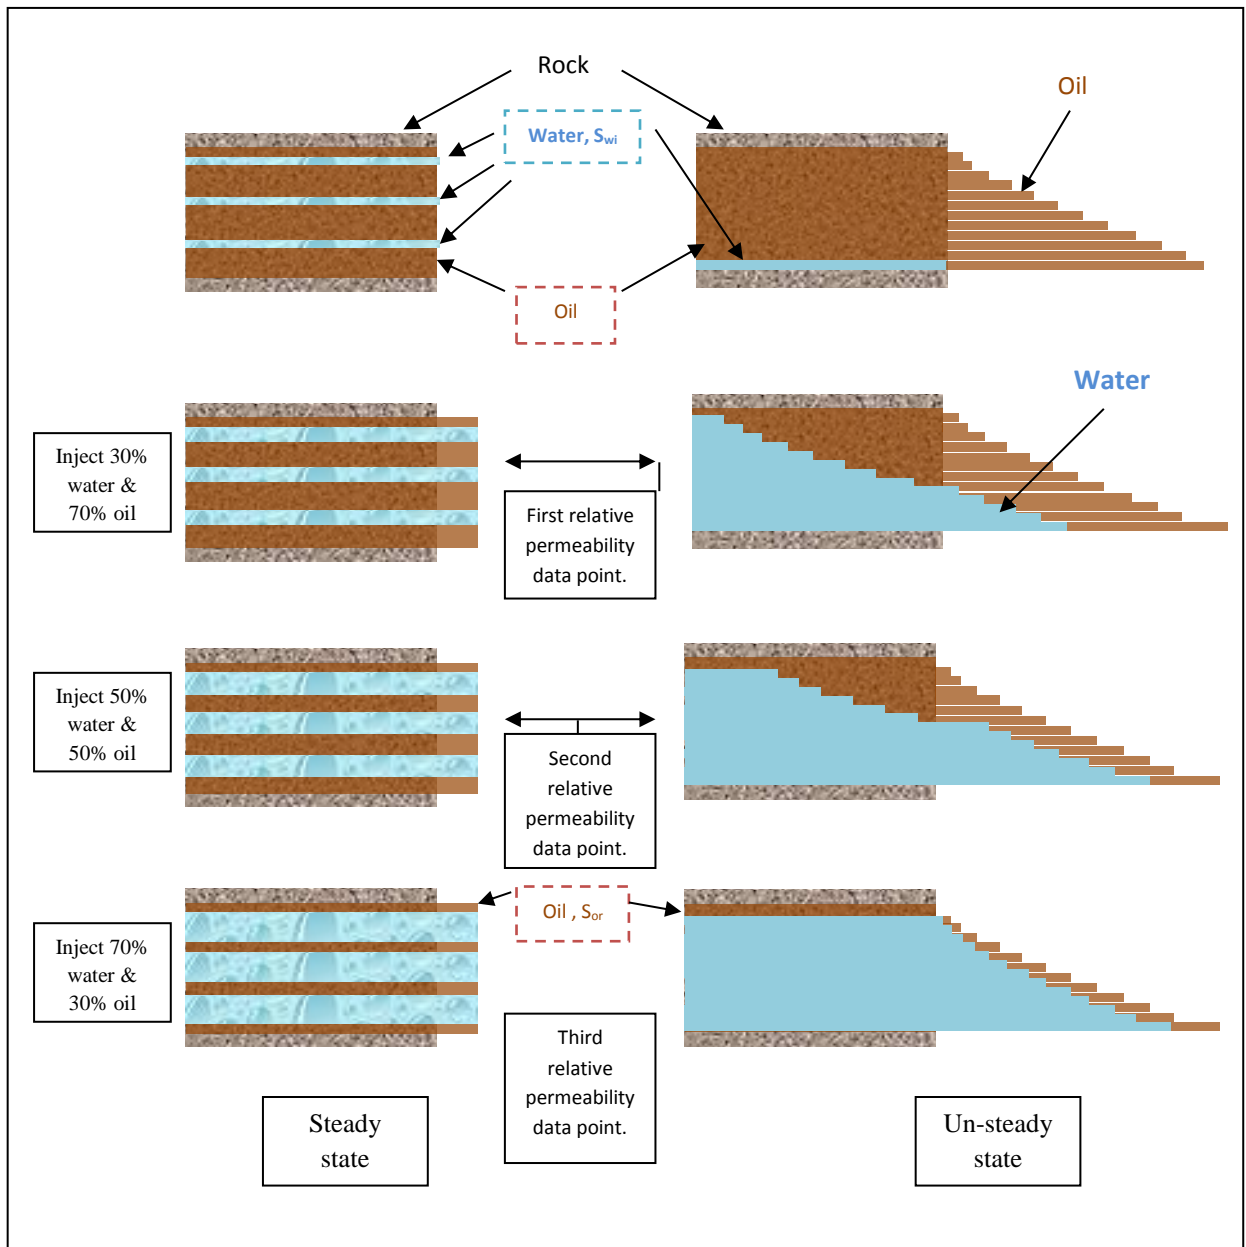 Rock
Oil
Water, Swi
Oil
Water
Inject 30%
water &
70% oil
First relative
permeability
data point.
Inject 50%
water &
50% oil
Second
relative
permeability
data point.
Oil , Sor
Inject 70%
water &
30% oil
Third
relative
permeability
data point.
Steady
state
Un-steady
state